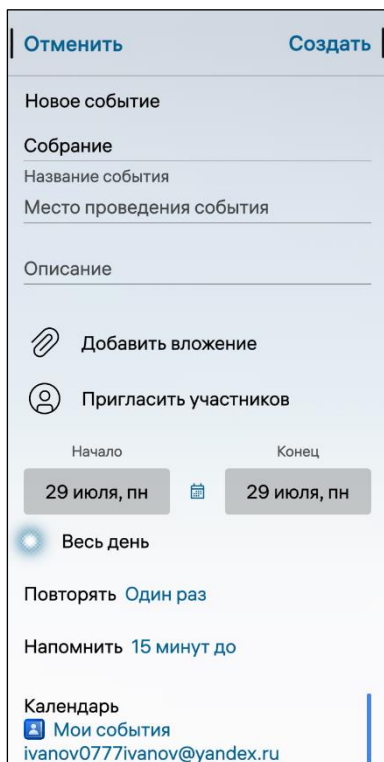 Отменить Создать
Новое событие
Собрание
Название события
Место проведения события
Описание
Добавить вложение
Пригласить участников
Начало Конец
29 июля, пн 29 июля, пн
Весь день
Повторять Один раз
Напомнить 15 минут до
Календарь
Мои события
ivanov0777ivanov@yandex.ru